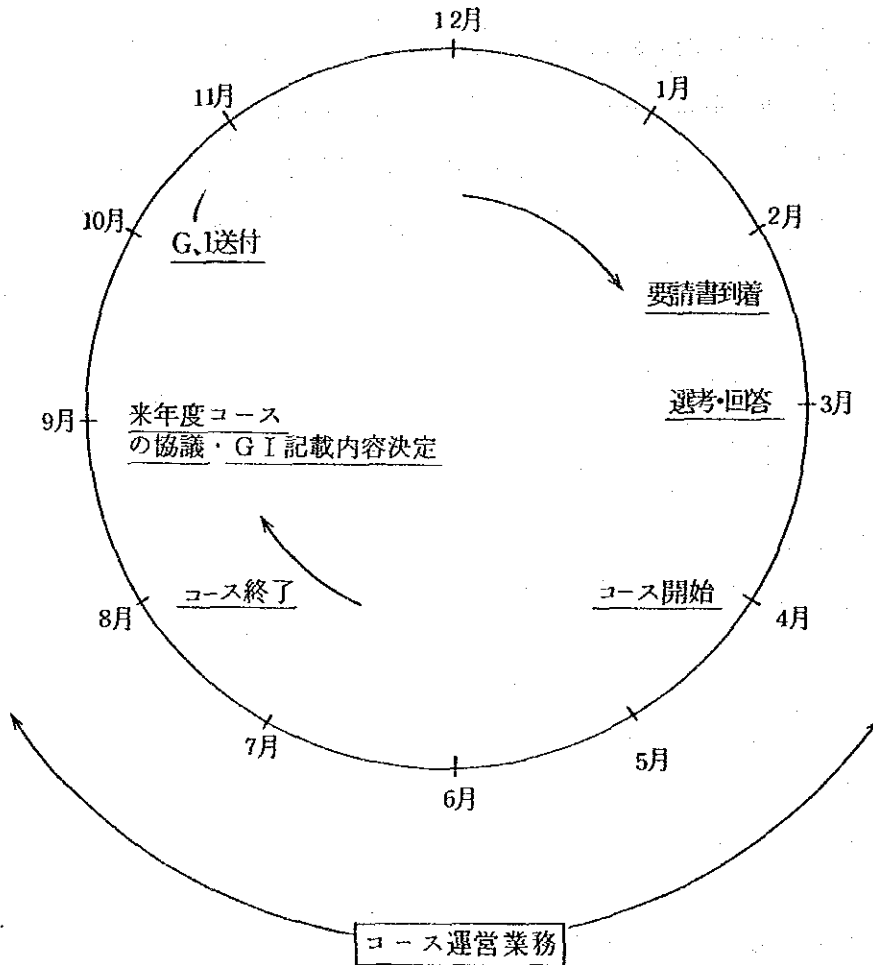 12月
11月
1月
10月
2月
G、I送付
要請書到着
9月
来年度コース
の協議・GI記載内容決定
選考・回答
3月
コース終了
コース開始
8月
4月
7月
5月
6月
コース運営業務